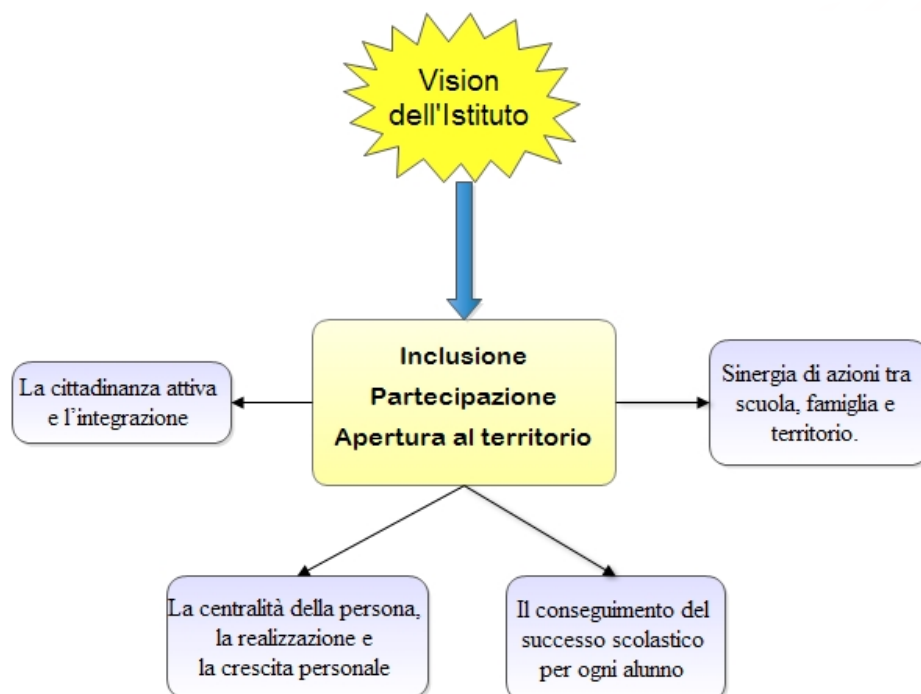 Vision
dell'Istituto
Inclusione
Partecipazione
Apertura al territorio
La cittadinanza attiva
e l'integrazione
Sinergia di azioni tra
scuola, famiglia e
territorio.
La centralità della persona,
la realizzazione e
la crescita personale
Il conseguimento del
successo scolastico
per ogni alunno